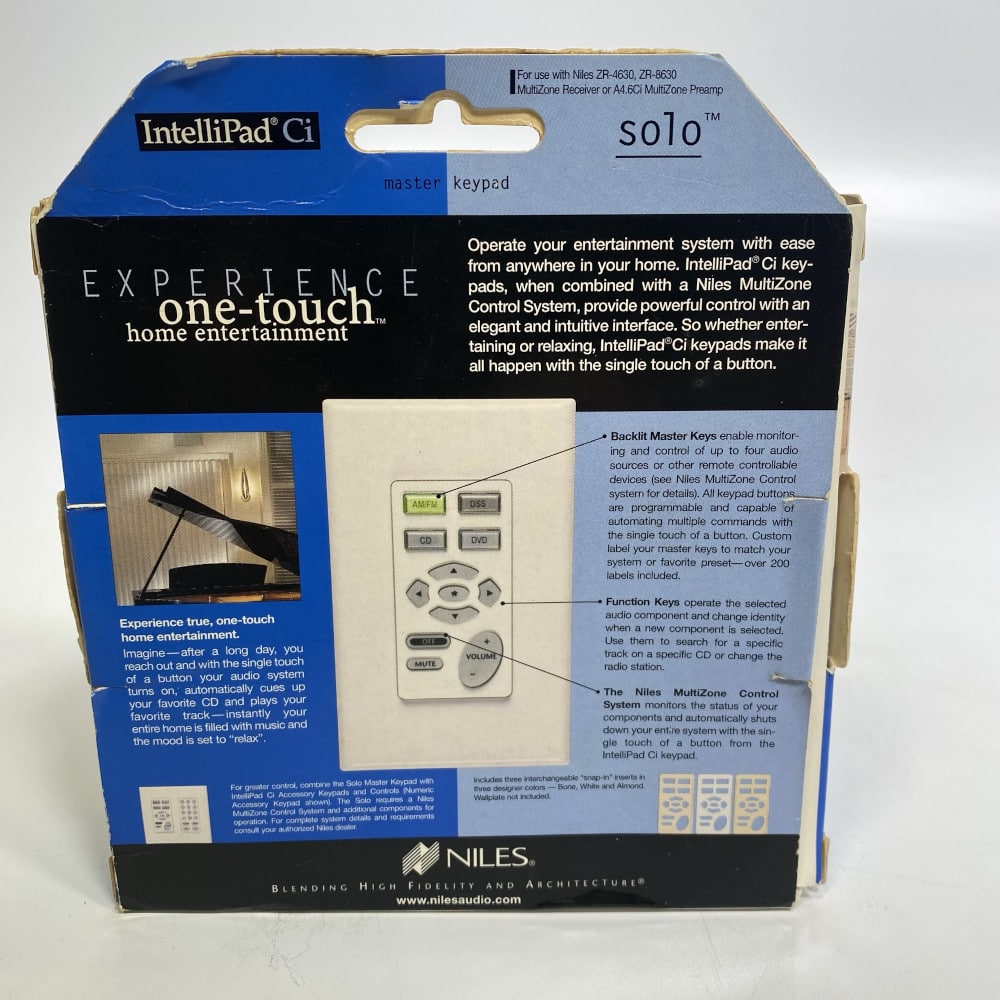 For use with Niles ZR-4630, ZR-8630
MultiZone Receiver or A4.6Ci MultiZone Preamp
IntelliPad® Ci
solo™
master keypad
Operate your entertainment system with ease
from anywhere in your home. IntelliPad® Ci key-
pads, when combined with a Niles MultiZone
Control System, provide powerful control with an
elegant and intuitive interface. So whether enter-
taining or relaxing, IntelliPad®Ci keypads make it
all happen with the single touch of a button.
EXPERIENCE
one-touch™
home entertainment
AM/FM
DSS
CD
DVD
OFF
MUTE
+
VOLUME
–
Backlit Master Keys enable monitor-
ing and control of up to four audio
sources or other remote controllable
devices (see Niles MultiZone Control
system for details). All keypad buttons
are programmable and capable of
automating multiple commands with
the single touch of a button. Custom
label your master keys to match your
system or favorite preset—over 200
labels included.
Function Keys operate the selected
audio component and change identity
when a new component is selected.
Use them to search for a specific
track on a specific CD or change the
radio station.
The Niles MultiZone Control
System monitors the status of your
components and automatically shuts
down your entire system with the sin-
gle touch of a button from the
IntelliPad Ci keypad.
Experience true, one-touch
home entertainment.
Imagine—after a long day, you
reach out and with the single touch
of a button your audio system
turns on, automatically cues up
your favorite CD and plays your
favorite track—instantly your
entire home is filled with music and
the mood is set to “relax”.
For greater control, combine the Solo Master Keypad with
IntelliPad Ci Accessory Keypads and Controls (Numeric
Accessory Keypad shown). The Solo requires a Niles
MultiZone Control System and additional components for
operation. For complete system details and requirements
consult your authorized Niles dealer.
Includes three interchangeable “snap-in” inserts in
three designer colors — Bone, White and Almond.
Wallplate not included.
NILES®
BLENDING HIGH FIDELITY AND ARCHITECTURE®
www.nilesaudio.com